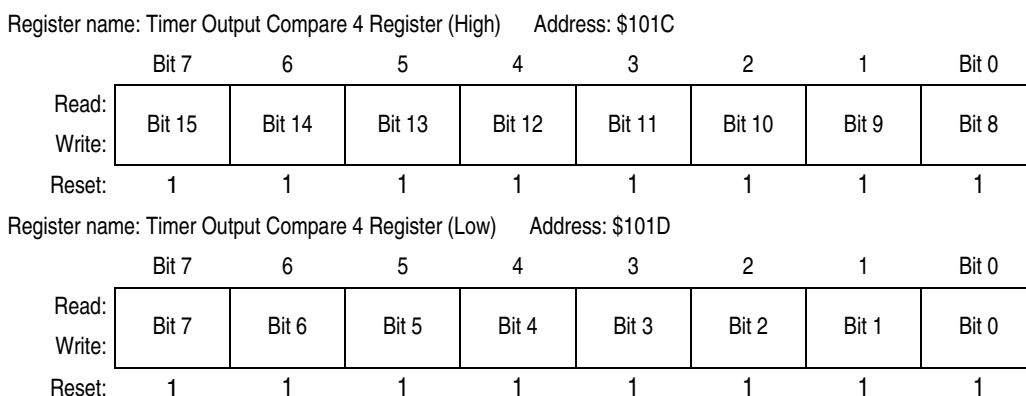 Register name: Timer Output Compare 4 Register (High) Address: $101C
Bit 7 6 5 4 3 2 1 Bit 0
Read:
Bit 15 Bit 14 Bit 13 Bit 12 Bit 11 Bit 10 Bit 9 Bit 8
Write:
Reset: 1 1 1 1 1 1 1 1
Register name: Timer Output Compare 4 Register (Low) Address: $101D
Bit 7 6 5 4 3 2 1 Bit 0
Read:
Bit 7 Bit 6 Bit 5 Bit 4 Bit 3 Bit 2 Bit 1 Bit 0
Write:
Reset: 1 1 1 1 1 1 1 1